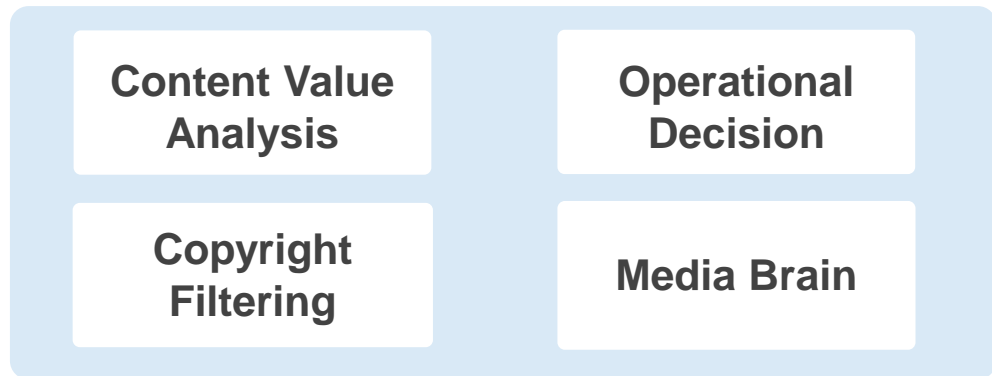 Content Value
Analysis
Operational
Decision
Copyright
Filtering
Media Brain